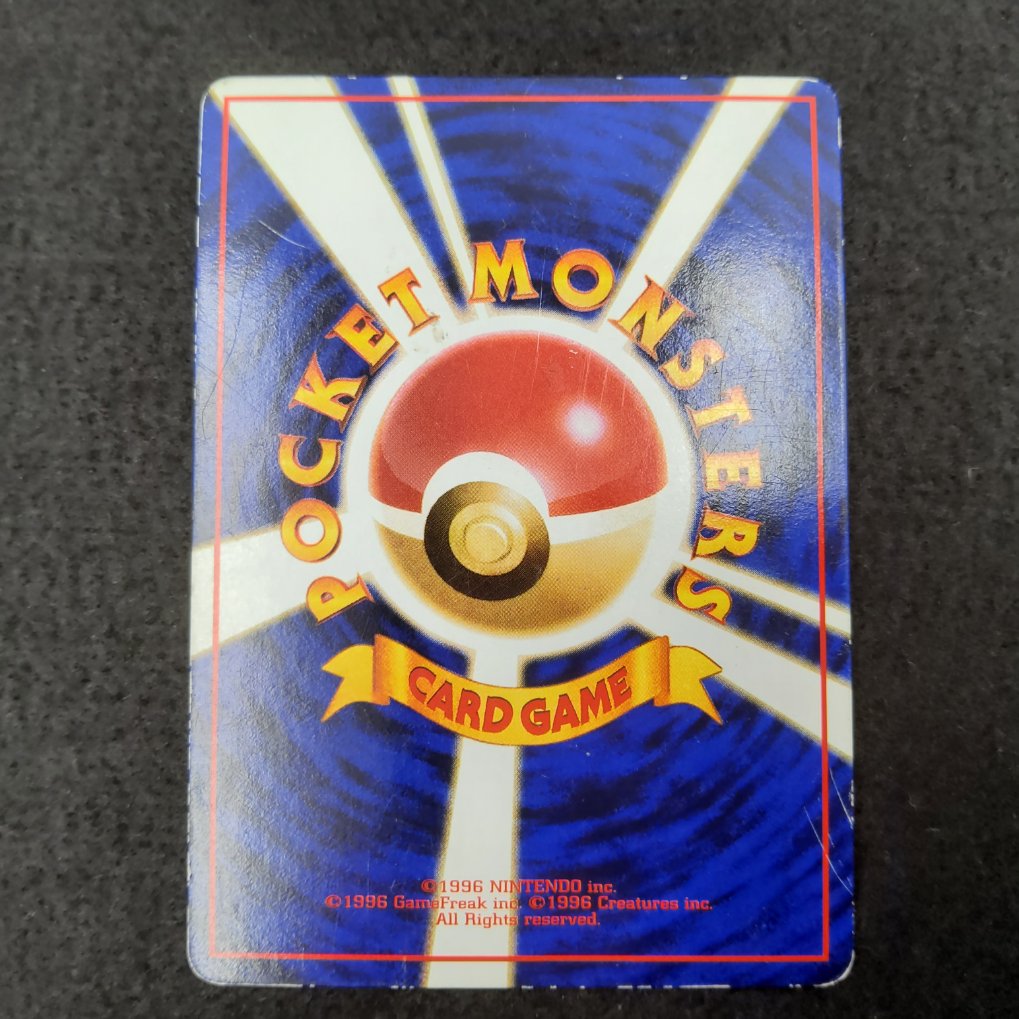 POCKET MONSTERS
CARD GAME
©1996 NINTENDO inc.
©1996 GameFreak inc. ©1996 Creatures inc.
All Rights reserved.